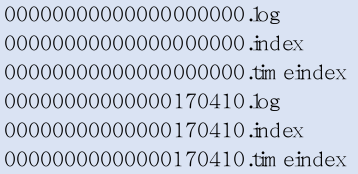 00000000000000000000.log
00000000000000000000.index
00000000000000000000.timeindex
00000000000000170410.log
00000000000000170410.index
00000000000000170410.timeindex